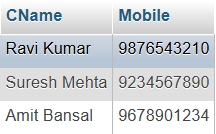 CName Mobile
Ravi Kumar 9876543210
Suresh Mehta 9234567890
Amit Bansal 9678901234